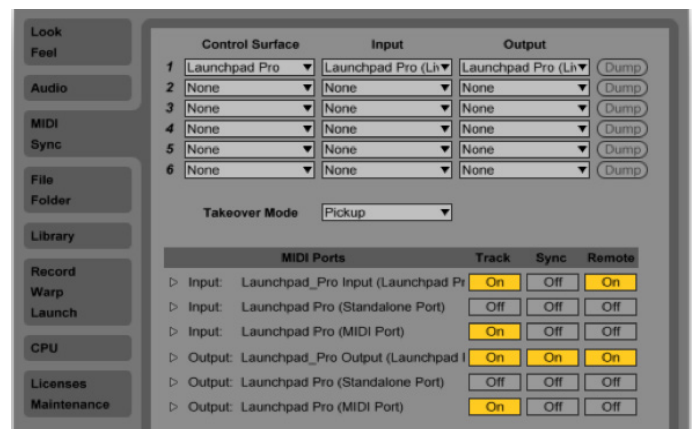 Look
Feel
Audio
MIDI
Sync
File
Folder
Library
Record
Warp
Launch
CPU
Licenses
Maintenance
Control Surface Input Output
1 Launchpad Pro Launchpad Pro (Liv Launchpad Pro (Liv Dump
2 None None None Dump
3 None None None Dump
4 None None None Dump
5 None None None Dump
6 None None None Dump
Takeover Mode Pickup
MIDI Ports Track Sync Remote
Input: Launchpad_Pro Input (Launchpad Pr On Off On
Input: Launchpad Pro (Standalone Port) Off Off Off
Input: Launchpad Pro (MIDI Port) On Off Off
Output: Launchpad_Pro Output (Launchpad On On On
Output: Launchpad Pro (Standalone Port) Off Off Off
Output: Launchpad Pro (MIDI Port) On Off Off